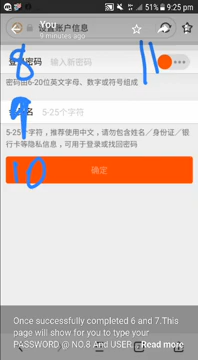 51% 9:25 pm
设置账户信息
You
9 minutes ago
8 登 密码 输入新密码 11
密码由6-20位英文字母、数字或符号组成
9 名 5-25个字符
5-25个字符，推荐使用中文，请勿包含姓名／身份证／银
行卡等隐私信息，可用于登录或找回密码
10 确定
Once successfully completed 6 and 7.This
page will show for you to type your
PASSWORD @ NO.8 And USER... Read more